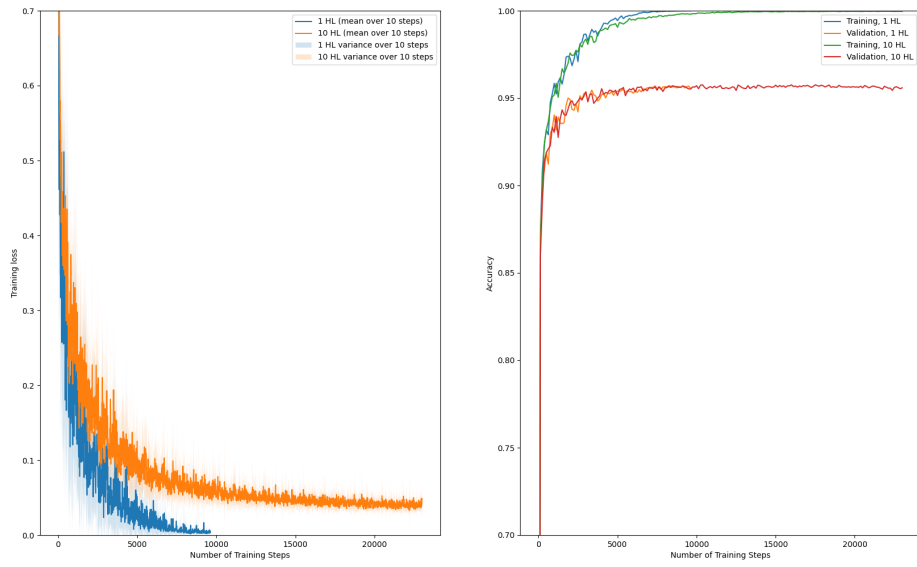 0.7
0.6
0.5
0.4
0.3
0.2
0.1
0.0
Training loss
0
5000
10000
15000
20000
Number of Training Steps
1 HL (mean over 10 steps)
10 HL (mean over 10 steps)
1 HL variance over 10 steps
10 HL variance over 10 steps
1.00
0.95
0.90
0.85
0.80
0.75
0.70
Accuracy
0
5000
10000
15000
20000
Number of Training Steps
Training, 1 HL
Validation, 1 HL
Training, 10 HL
Validation, 10 HL